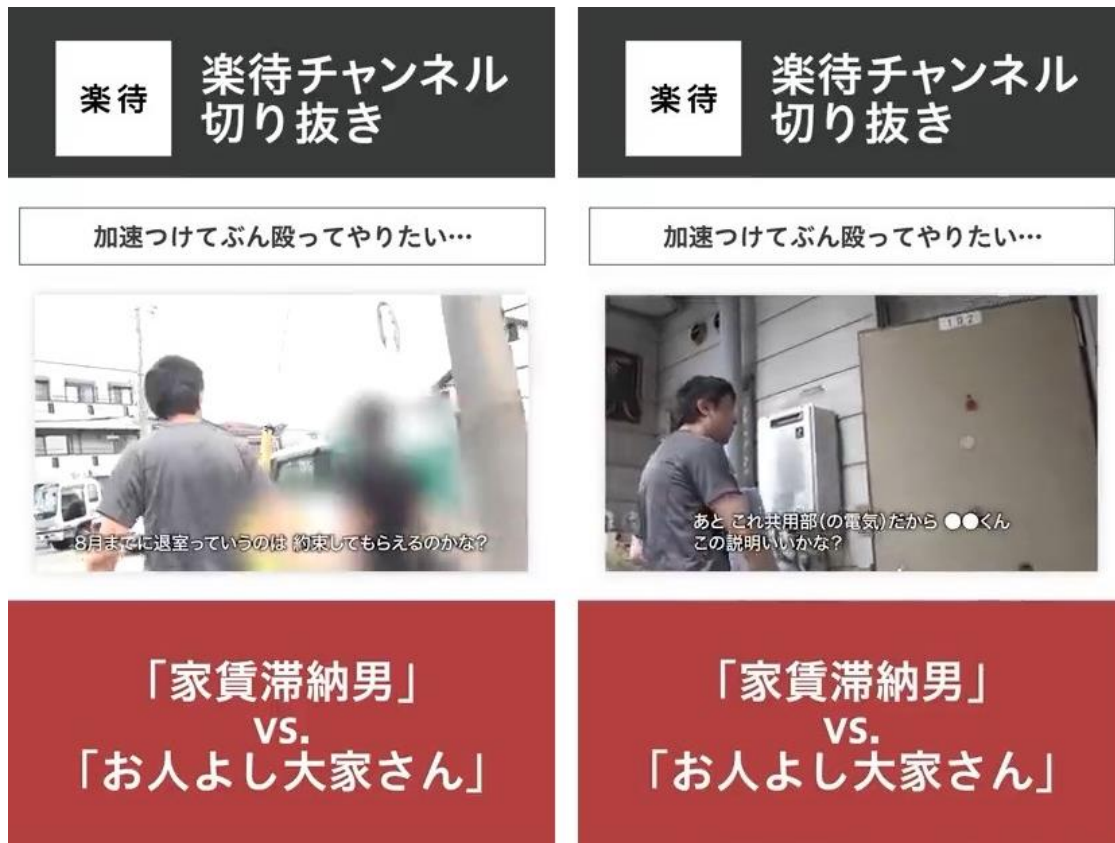 楽待
楽待チャンネル
切り抜き
加速つけてぶん殴ってやりたい…
8月までに退室っていうのは 約束してもらえるのかな?
「家賃滞納男」
vs.
「お人よし大家さん」
楽待
楽待チャンネル
切り抜き
加速つけてぶん殴ってやりたい…
102
あと これ共用部(の電気)だから ●●くん
この説明いいかな?
「家賃滞納男」
vs.
「お人よし大家さん」